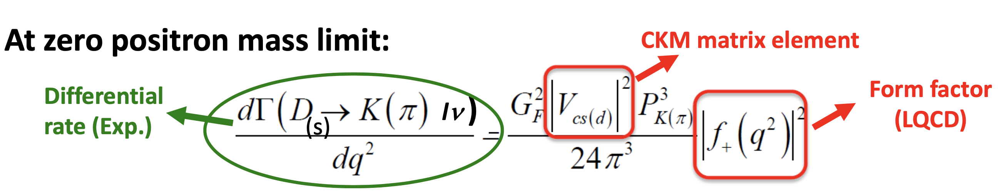 At zero positron mass limit:
CKM matrix element
Differential rate (Exp.)
dΓ(D(s) → K(π) lν) / dq² = G_F² |V_cs(d)|² P³_K(π) / 24π³ |f₊(q²)|²
Form factor (LQCD)